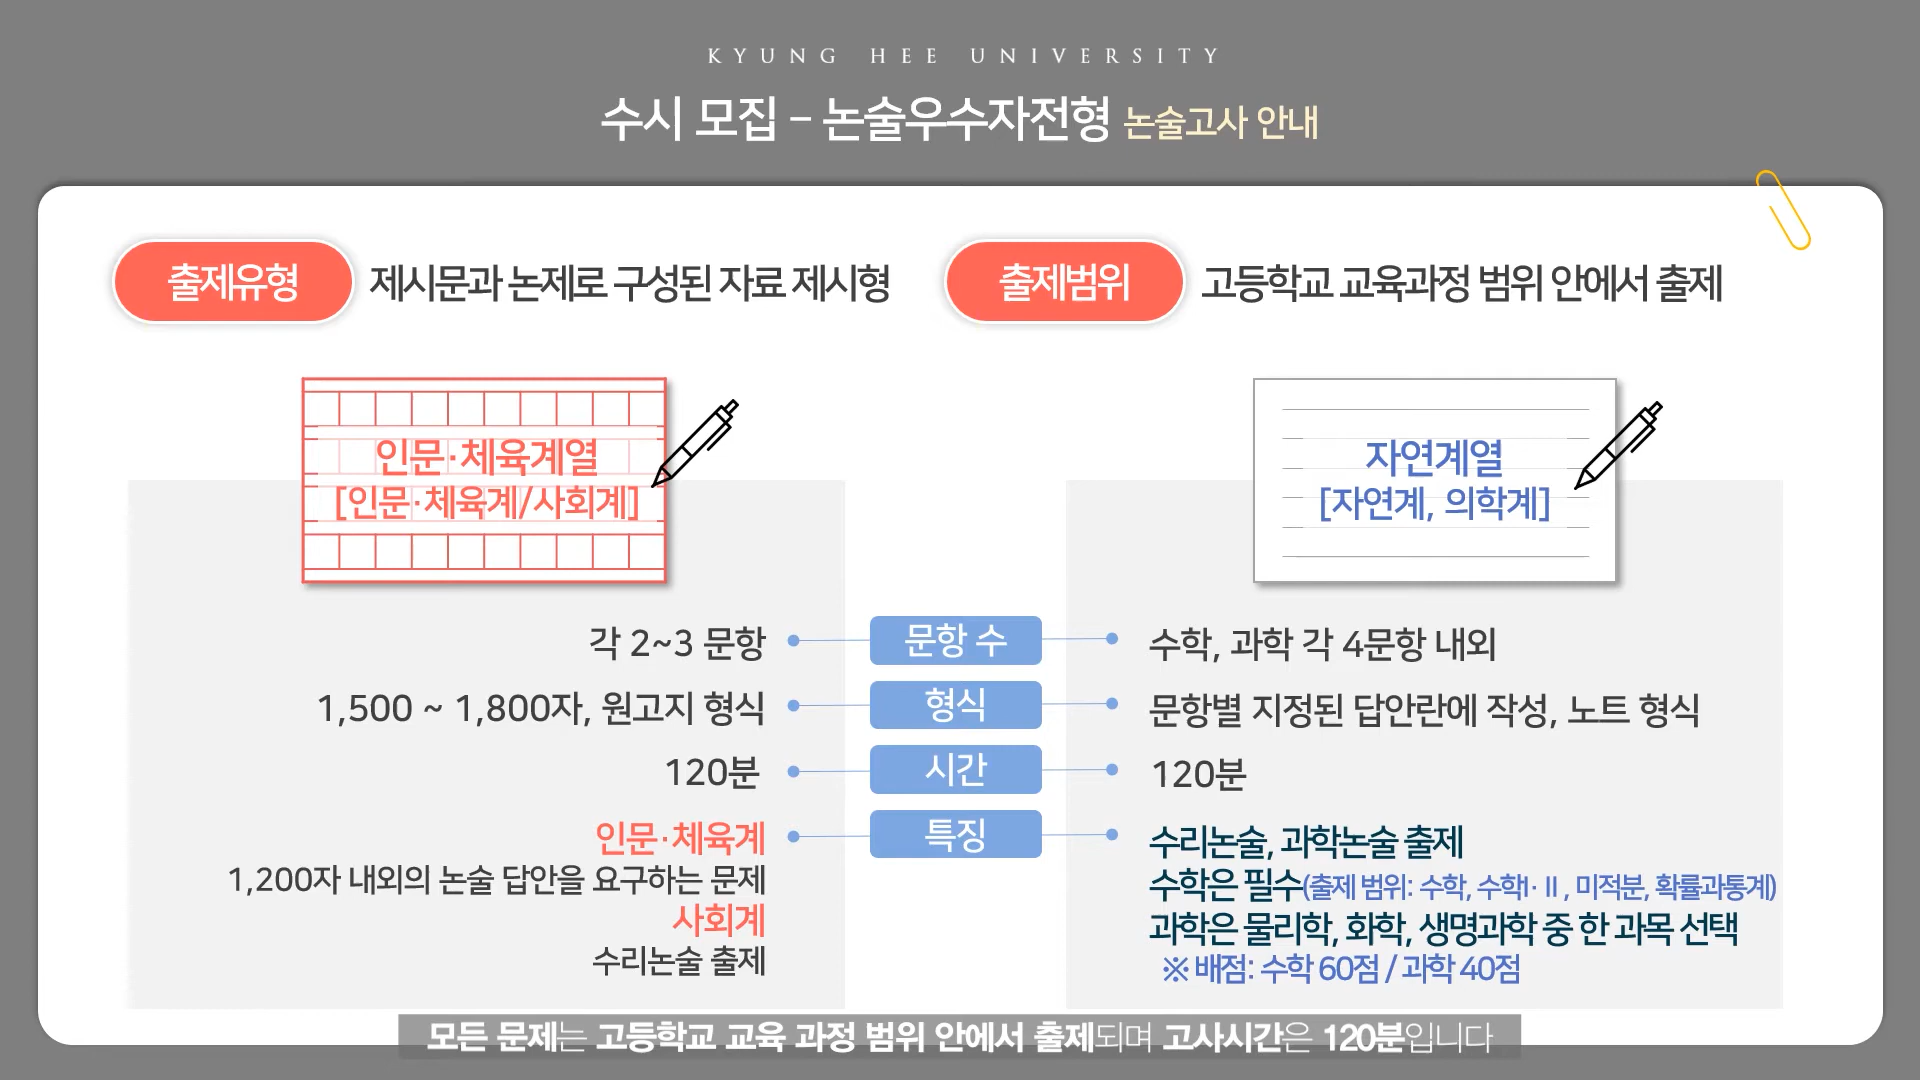 KYUNG HEE UNIVERSITY
수시 모집 – 논술우수자전형 논술고사 안내
출제유형 제시문과 논제로 구성된 자료 제시형
출제범위 고등학교 교육과정 범위 안에서 출제
인문·체육계열
[인문·체육계/사회계]
자연계열
[자연계, 의학계]
각 2~3 문항 문항 수 수학, 과학 각 4문항 내외
1,500 ~ 1,800자, 원고지 형식 형식 문항별 지정된 답안란에 작성, 노트 형식
120분 시간 120분
인문·체육계 특징 수리논술, 과학논술 출제
1,200자 내외의 논술 답안을 요구하는 문제
사회계
수리논술 출제
수학은 필수(출제 범위: 수학, 수학Ⅰ·Ⅱ, 미적분, 확률과통계)
과학은 물리학, 화학, 생명과학 중 한 과목 선택
※ 배점: 수학 60점 / 과학 40점
모든 문제는 고등학교 교육 과정 범위 안에서 출제되며 고사시간은 120분입니다